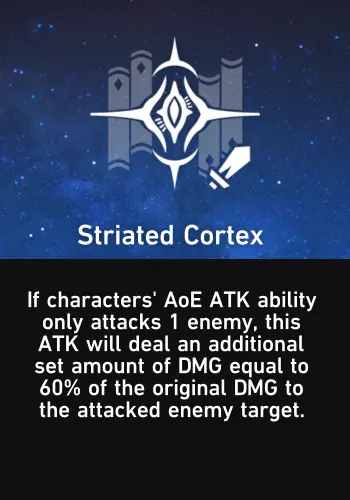 Striated Cortex
If characters' AoE ATK ability
only attacks 1 enemy, this
ATK will deal an additional
set amount of DMG equal to
60% of the original DMG to
the attacked enemy target.